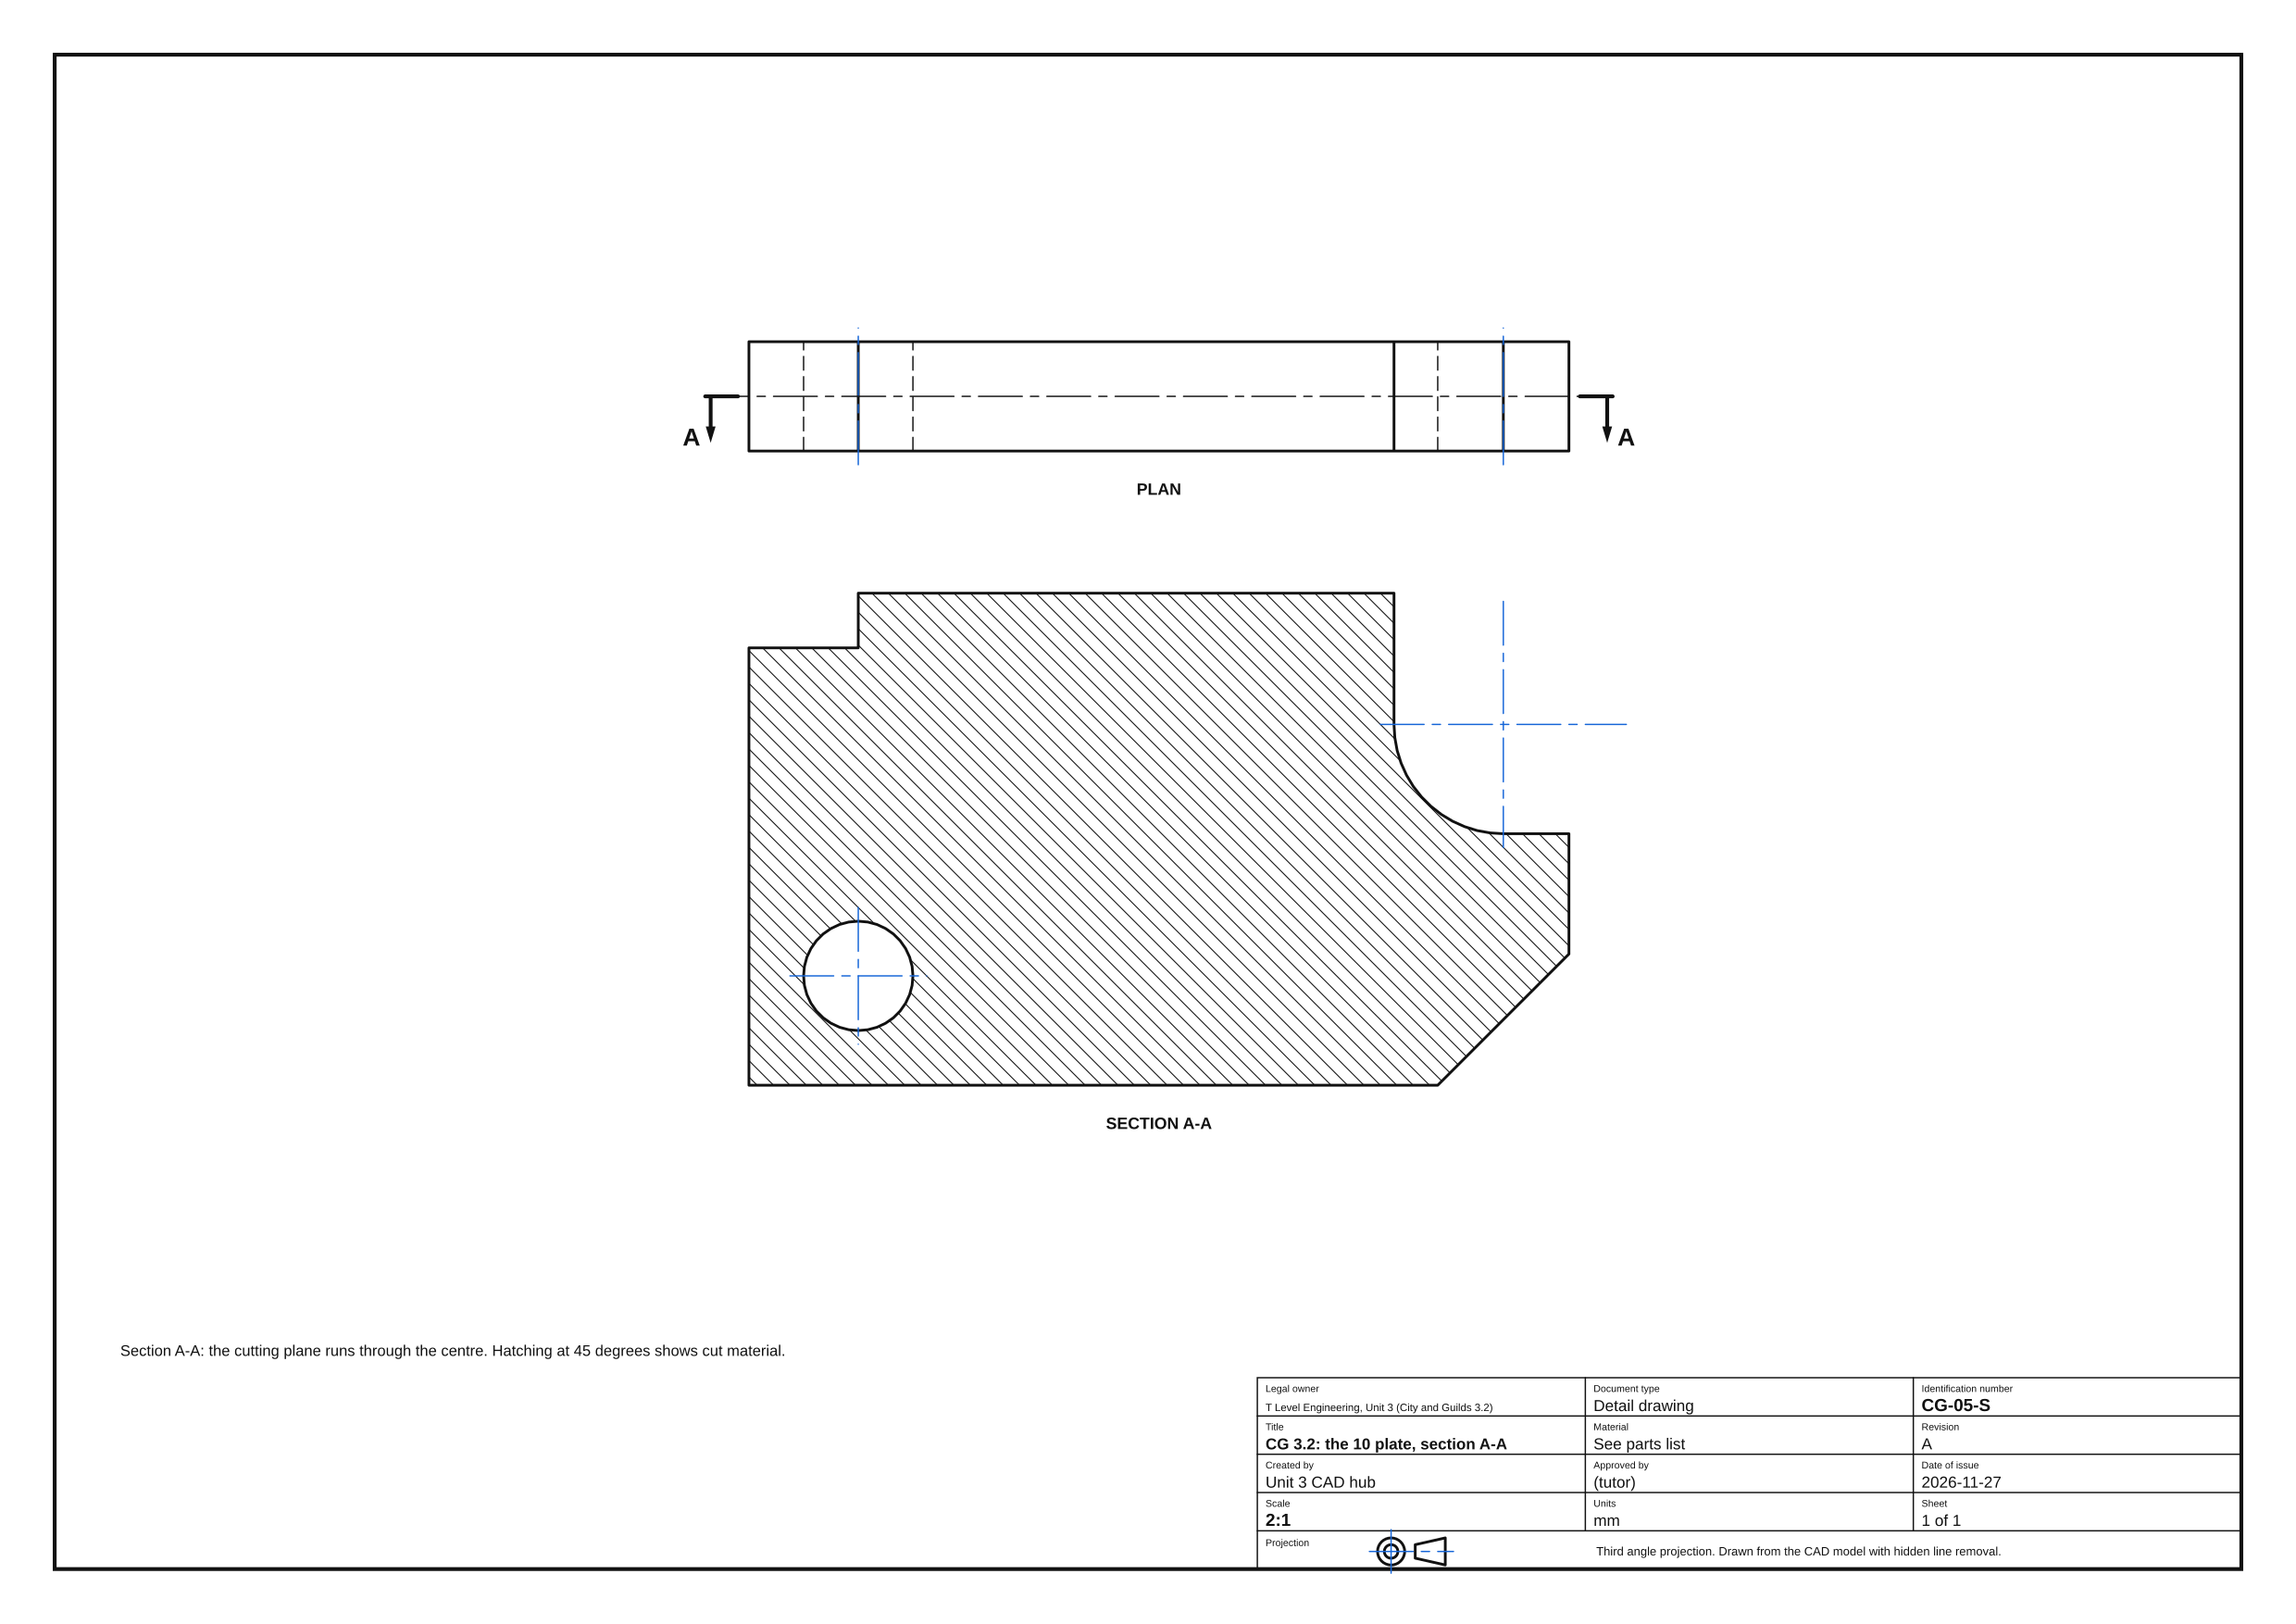 A
A
PLAN
SECTION A-A
Section A-A: the cutting plane runs through the centre. Hatching at 45 degrees shows cut material.
Legal owner
T Level Engineering, Unit 3 (City and Guilds 3.2)
Document type
Detail drawing
Identification number
CG-05-S
Title
CG 3.2: the 10 plate, section A-A
Material
See parts list
Revision
A
Created by
Unit 3 CAD hub
Approved by
(tutor)
Date of issue
2026-11-27
Scale
2:1
Units
mm
Sheet
1 of 1
Projection
Third angle projection. Drawn from the CAD model with hidden line removal.